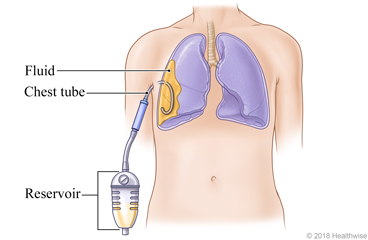 Fluid
Chest tube
Reservoir
© 2018 Healthwise